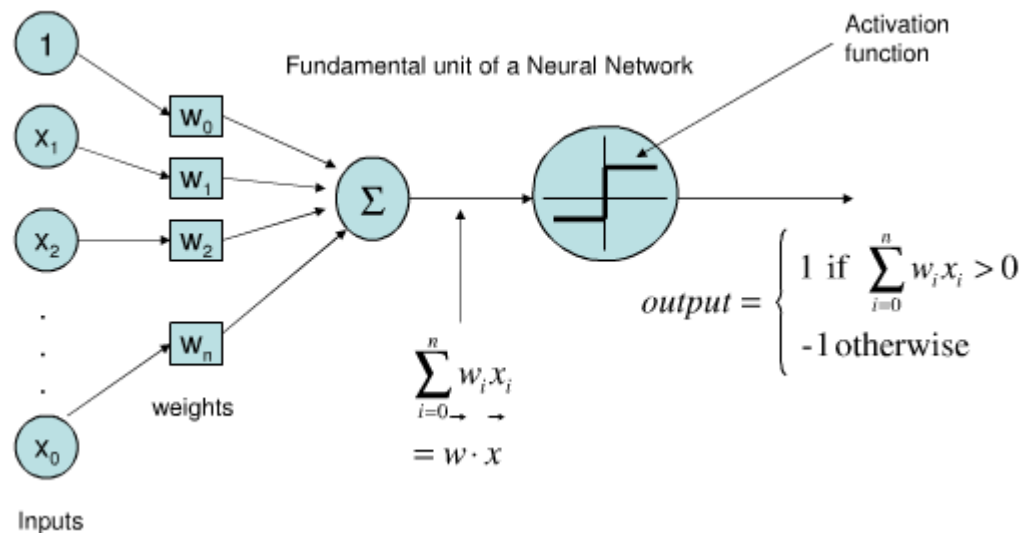 1
Activation
function
Fundamental unit of a Neural Network
w₀
x₁
w₁
x₂
w₂
Σ
.
.
.
wₙ
weights
x₀
Inputs
n
∑ wᵢxᵢ
i=0
= w⃗ · x⃗
output = { 1 if ∑ⁿᵢ₌₀ wᵢxᵢ > 0
-1 otherwise